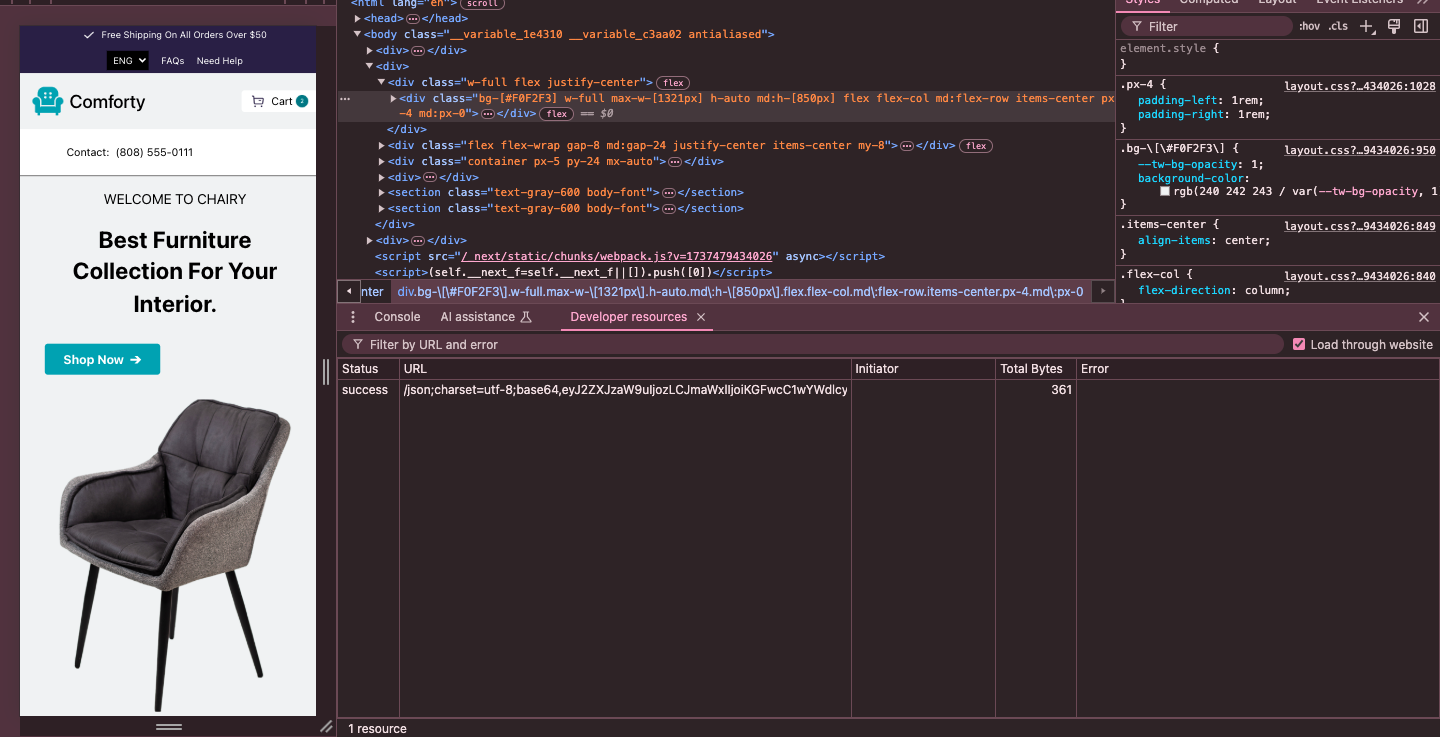 Free Shipping On All Orders Over $50
ENG FAQs Need Help
Comforty
Cart
Contact: (808) 555-0111
WELCOME TO CHAIRY
Best Furniture
Collection For Your
Interior.
Shop Now →
<html lang="en"> scroll
<head> ••• </head>
<body class="__variable_1e4310 __variable_c3aa02 antialiased">
<div> ••• </div>
<div>
<div class="w-full flex justify-center"> flex
••• <div class="bg-[#F0F2F3] w-full max-w-[1321px] h-auto md:h-[850px] flex flex-col md:flex-row items-center px
-4 md:px-0"> ••• </div> flex == $0
</div>
<div class="flex flex-wrap gap-8 md:gap-24 justify-center items-center my-8"> ••• </div> flex
<div class="container px-5 py-24 mx-auto"> ••• </div>
<div> ••• </div>
<section class="text-gray-600 body-font"> ••• </section>
<section class="text-gray-600 body-font"> ••• </section>
</div>
<div> ••• </div>
<script src="/_next/static/chunks/webpack.js?v=1737479434026" async></script>
<script>(self.__next_f=self.__next_f||[]).push([0])</script>
nter div.bg-\[\#F0F2F3\].w-full.max-w-\[1321px\].h-auto.md\:h-\[850px\].flex.flex-col.md\:flex-row.items-center.px-4.md\:px-0
Styles Computed Layout Event Listeners
Filter :hov .cls
element.style {
}
.px-4 { layout.css?…434026:1028
padding-left: 1rem;
padding-right: 1rem;
}
.bg-\[\#F0F2F3\] { layout.css?…9434026:950
--tw-bg-opacity: 1;
background-color:
rgb(240 242 243 / var(--tw-bg-opacity, 1
}
.items-center { layout.css?…9434026:849
align-items: center;
}
.flex-col { layout.css?…9434026:840
flex-direction: column;
Console AI assistance Developer resources
Filter by URL and error Load through website
Status URL Initiator Total Bytes Error
success /json;charset=utf-8;base64,eyJ2ZXJzaW9uIjozLCJmaWxlIjoiKGFwcC1wYWdlcy 361
1 resource